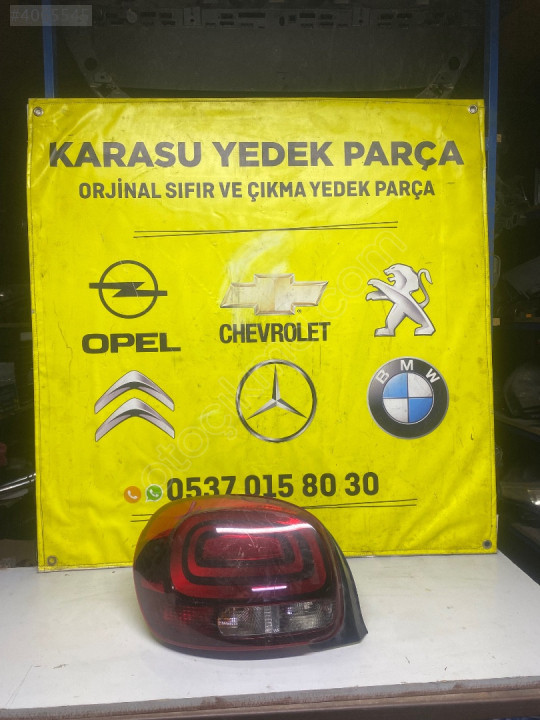 KARASU YEDEK PARÇA
ORJİNAL SIFIR VE ÇIKMA YEDEK PARÇA
OPEL
CHEVROLET
BMW
0537 015 80 30